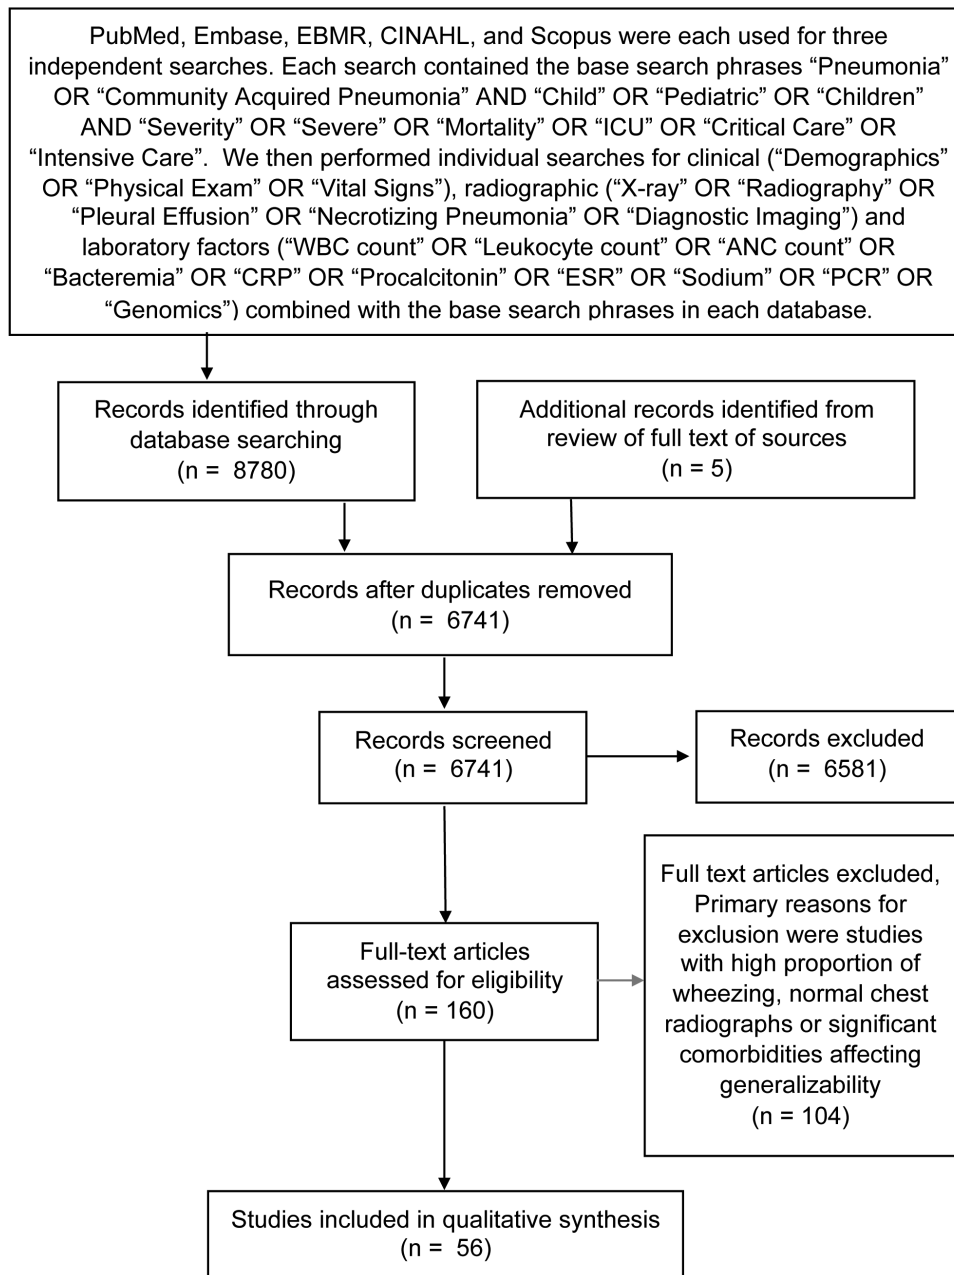 PubMed, Embase, EBMR, CINAHL, and Scopus were each used for three
independent searches. Each search contained the base search phrases “Pneumonia”
OR “Community Acquired Pneumonia” AND “Child” OR “Pediatric” OR “Children”
AND “Severity” OR “Severe” OR “Mortality” OR “ICU” OR “Critical Care” OR
“Intensive Care”.  We then performed individual searches for clinical (“Demographics”
OR “Physical Exam” OR “Vital Signs”), radiographic (“X-ray” OR “Radiography” OR
“Pleural Effusion” OR “Necrotizing Pneumonia” OR “Diagnostic Imaging”) and
laboratory factors (“WBC count” OR “Leukocyte count” OR “ANC count” OR
“Bacteremia” OR “CRP” OR “Procalcitonin” OR “ESR” OR “Sodium” OR “PCR” OR
“Genomics”) combined with the base search phrases in each database.
Records identified through
database searching
(n =  8780)
Additional records identified from
review of full text of sources
(n = 5)
Records after duplicates removed
(n =  6741)
Records screened
(n =  6741)
Records excluded
(n =  6581)
Full-text articles
assessed for eligibility
(n = 160)
Full text articles excluded,
Primary reasons for
exclusion were studies
with high proportion of
wheezing, normal chest
radiographs or significant
comorbidities affecting
generalizability
(n = 104)
Studies included in qualitative synthesis
(n =  56)